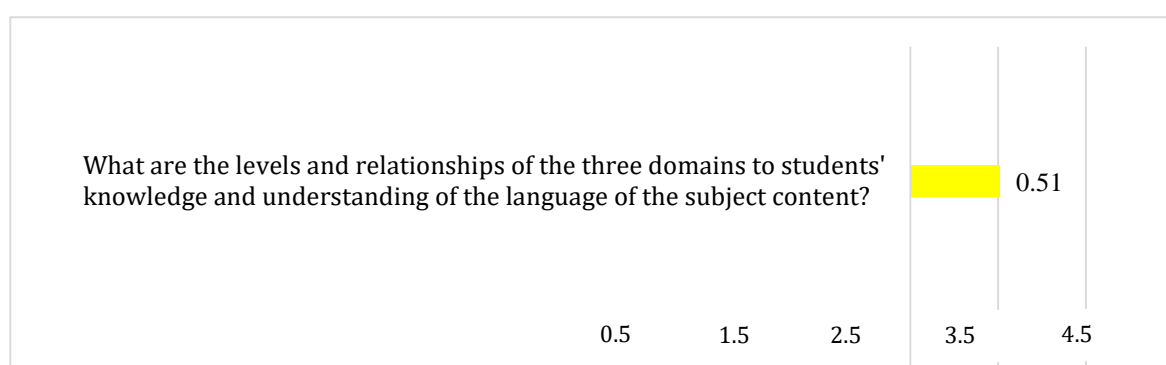 What are the levels and relationships of the three domains to students'
knowledge and understanding of the language of the subject content?
0.51
0.5 1.5 2.5 3.5 4.5